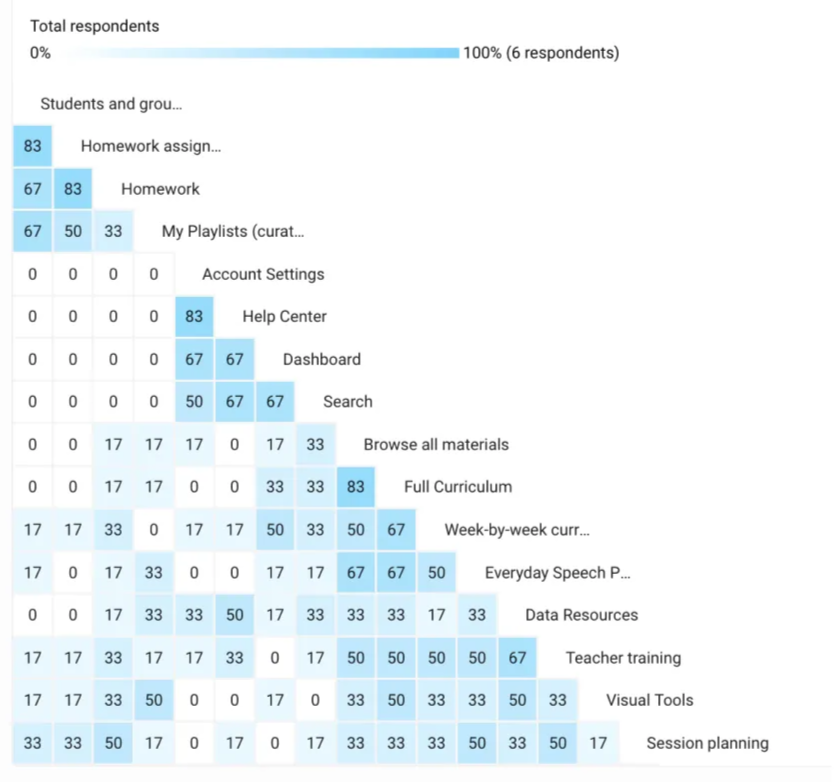 Total respondents
0% 100% (6 respondents)
Students and grou...
83 Homework assign...
67 83 Homework
67 50 33 My Playlists (curat...
0 0 0 0 Account Settings
0 0 0 0 83 Help Center
0 0 0 0 67 67 Dashboard
0 0 0 0 50 67 67 Search
0 0 17 17 17 0 17 33 Browse all materials
0 0 17 17 0 0 33 33 83 Full Curriculum
17 17 33 0 17 17 50 33 50 67 Week-by-week curr...
17 0 17 33 0 0 17 17 67 67 50 Everyday Speech P...
0 0 17 33 33 50 17 33 33 33 17 33 Data Resources
17 17 33 17 17 33 0 17 50 50 50 50 67 Teacher training
17 17 33 50 0 0 17 0 33 50 33 33 50 33 Visual Tools
33 33 50 17 0 17 0 17 33 33 33 50 33 50 17 Session planning